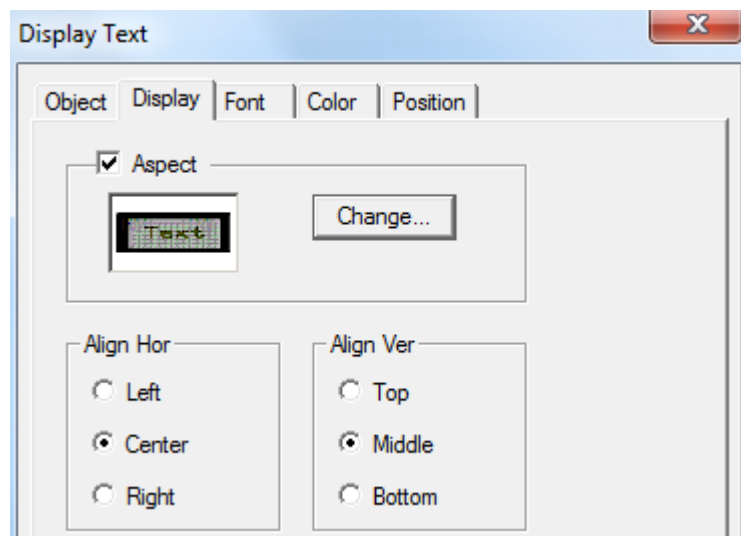 Display Text
Object Display Font Color Position
Aspect
Text
Change...
Align Hor
Left
Center
Right
Align Ver
Top
Middle
Bottom